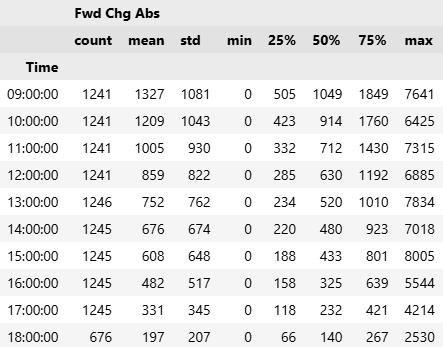 Fwd Chg Abs
count mean std min 25% 50% 75% max
Time
09:00:00 1241 1327 1081 0 505 1049 1849 7641
10:00:00 1241 1209 1043 0 423 914 1760 6425
11:00:00 1241 1005 930 0 332 712 1430 7315
12:00:00 1241 859 822 0 285 630 1192 6885
13:00:00 1246 752 762 0 234 520 1010 7834
14:00:00 1245 676 674 0 220 480 923 7018
15:00:00 1245 608 648 0 188 433 801 8005
16:00:00 1245 482 517 0 158 325 639 5544
17:00:00 1245 331 345 0 118 232 421 4214
18:00:00 676 197 207 0 66 140 267 2530